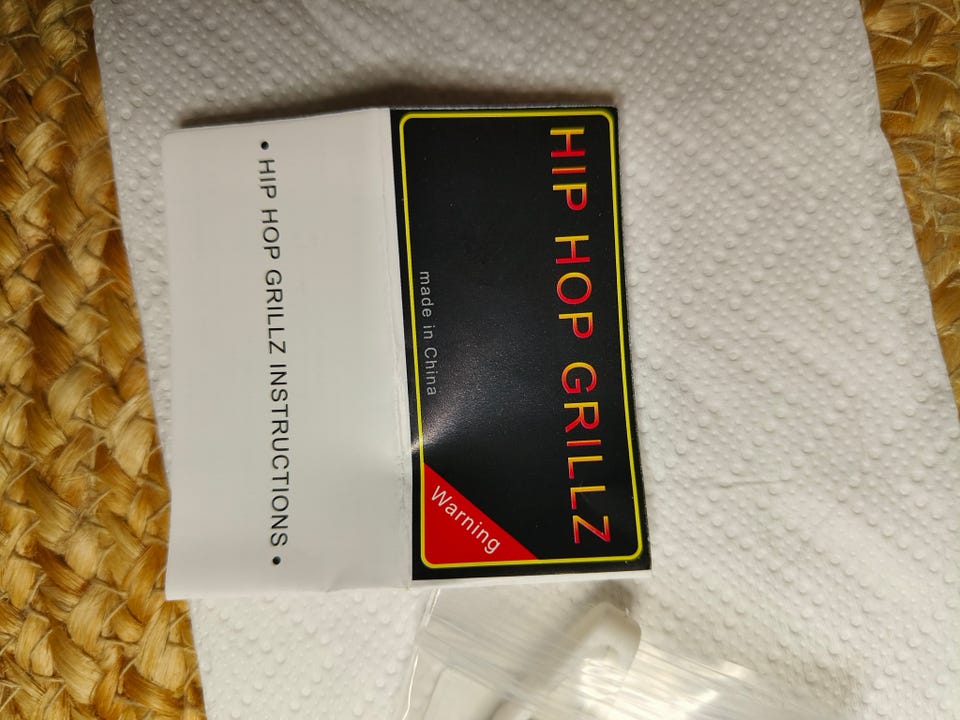 HIP HOP GRILLZ
made in China
Warning
• HIP HOP GRILLZ INSTRUCTIONS •